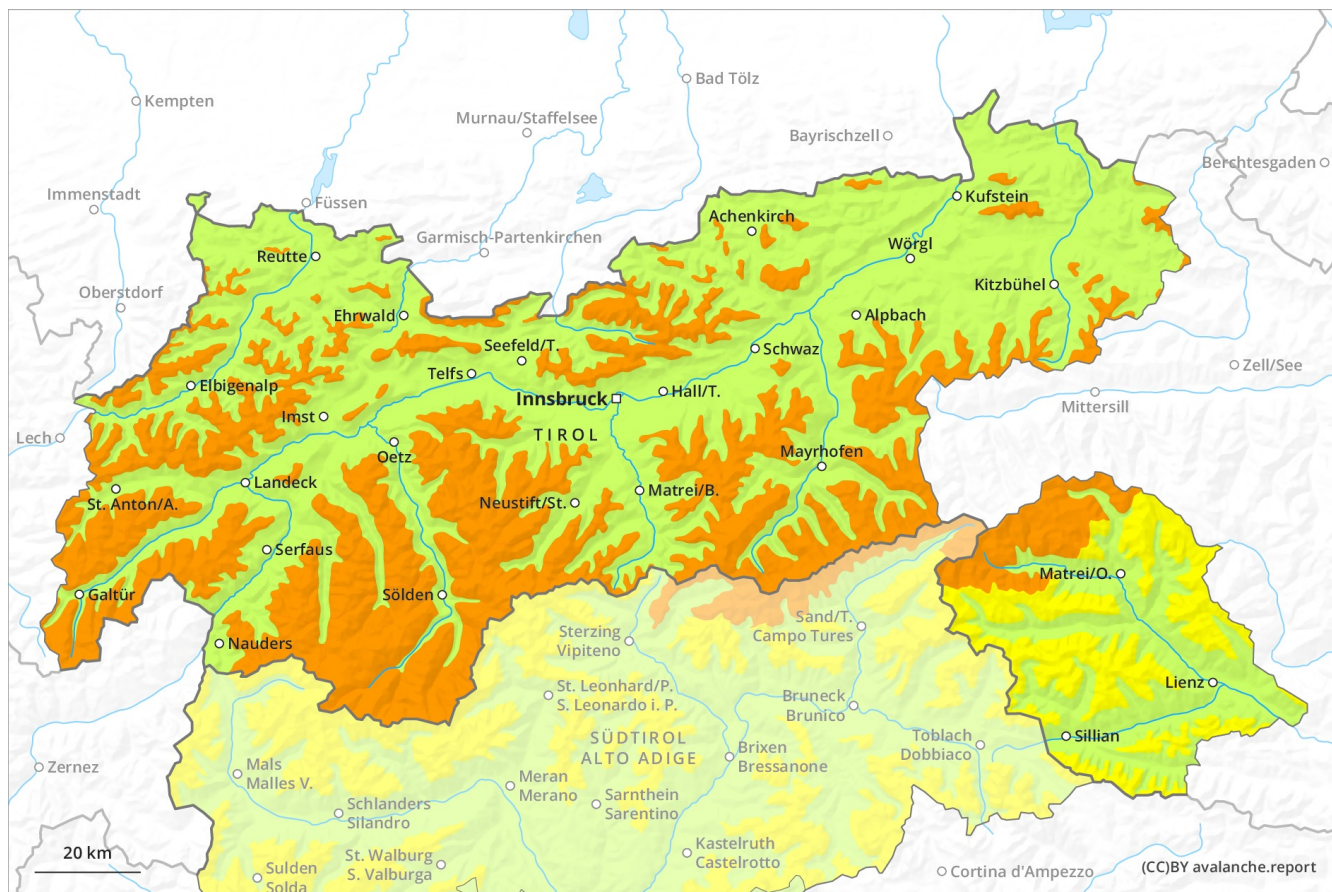 Bad Tölz
Kempten
Murnau/Staffelsee
Bayrischzell
Berchtesgaden
Immenstadt
Füssen
Kufstein
Achenkirch
Garmisch-Partenkirchen
Wörgl
Reutte
Oberstdorf
Kitzbühel
Ehrwald
Alpbach
Seefeld/T.
Schwaz
Zell/See
Telfs
Elbigenalp
Hall/T.
Innsbruck
Mittersill
Imst
TIROL
Lech
Mayrhofen
Oetz
Landeck
Matrei/B.
St. Anton/A.
Neustift/St.
Serfaus
Matrei/O.
Galtür
Sölden
Sand/T.
Campo Tures
Sterzing
Vipiteno
Nauders
Lienz
St. Leonhard/P.
S. Leonardo i. P.
Bruneck
Brunico
Sillian
SÜDTIROL
ALTO ADIGE
Toblach
Dobbiaco
Brixen
Bressanone
Zernez
Mals
Malles V.
Meran
Merano
Sarnthein
Sarentino
Schlanders
Silandro
20 km
St. Walburg
S. Valburga
Kastelruth
Castelrotto
Sulden
Solda
Cortina d'Ampezzo
(CC)BY avalanche.report